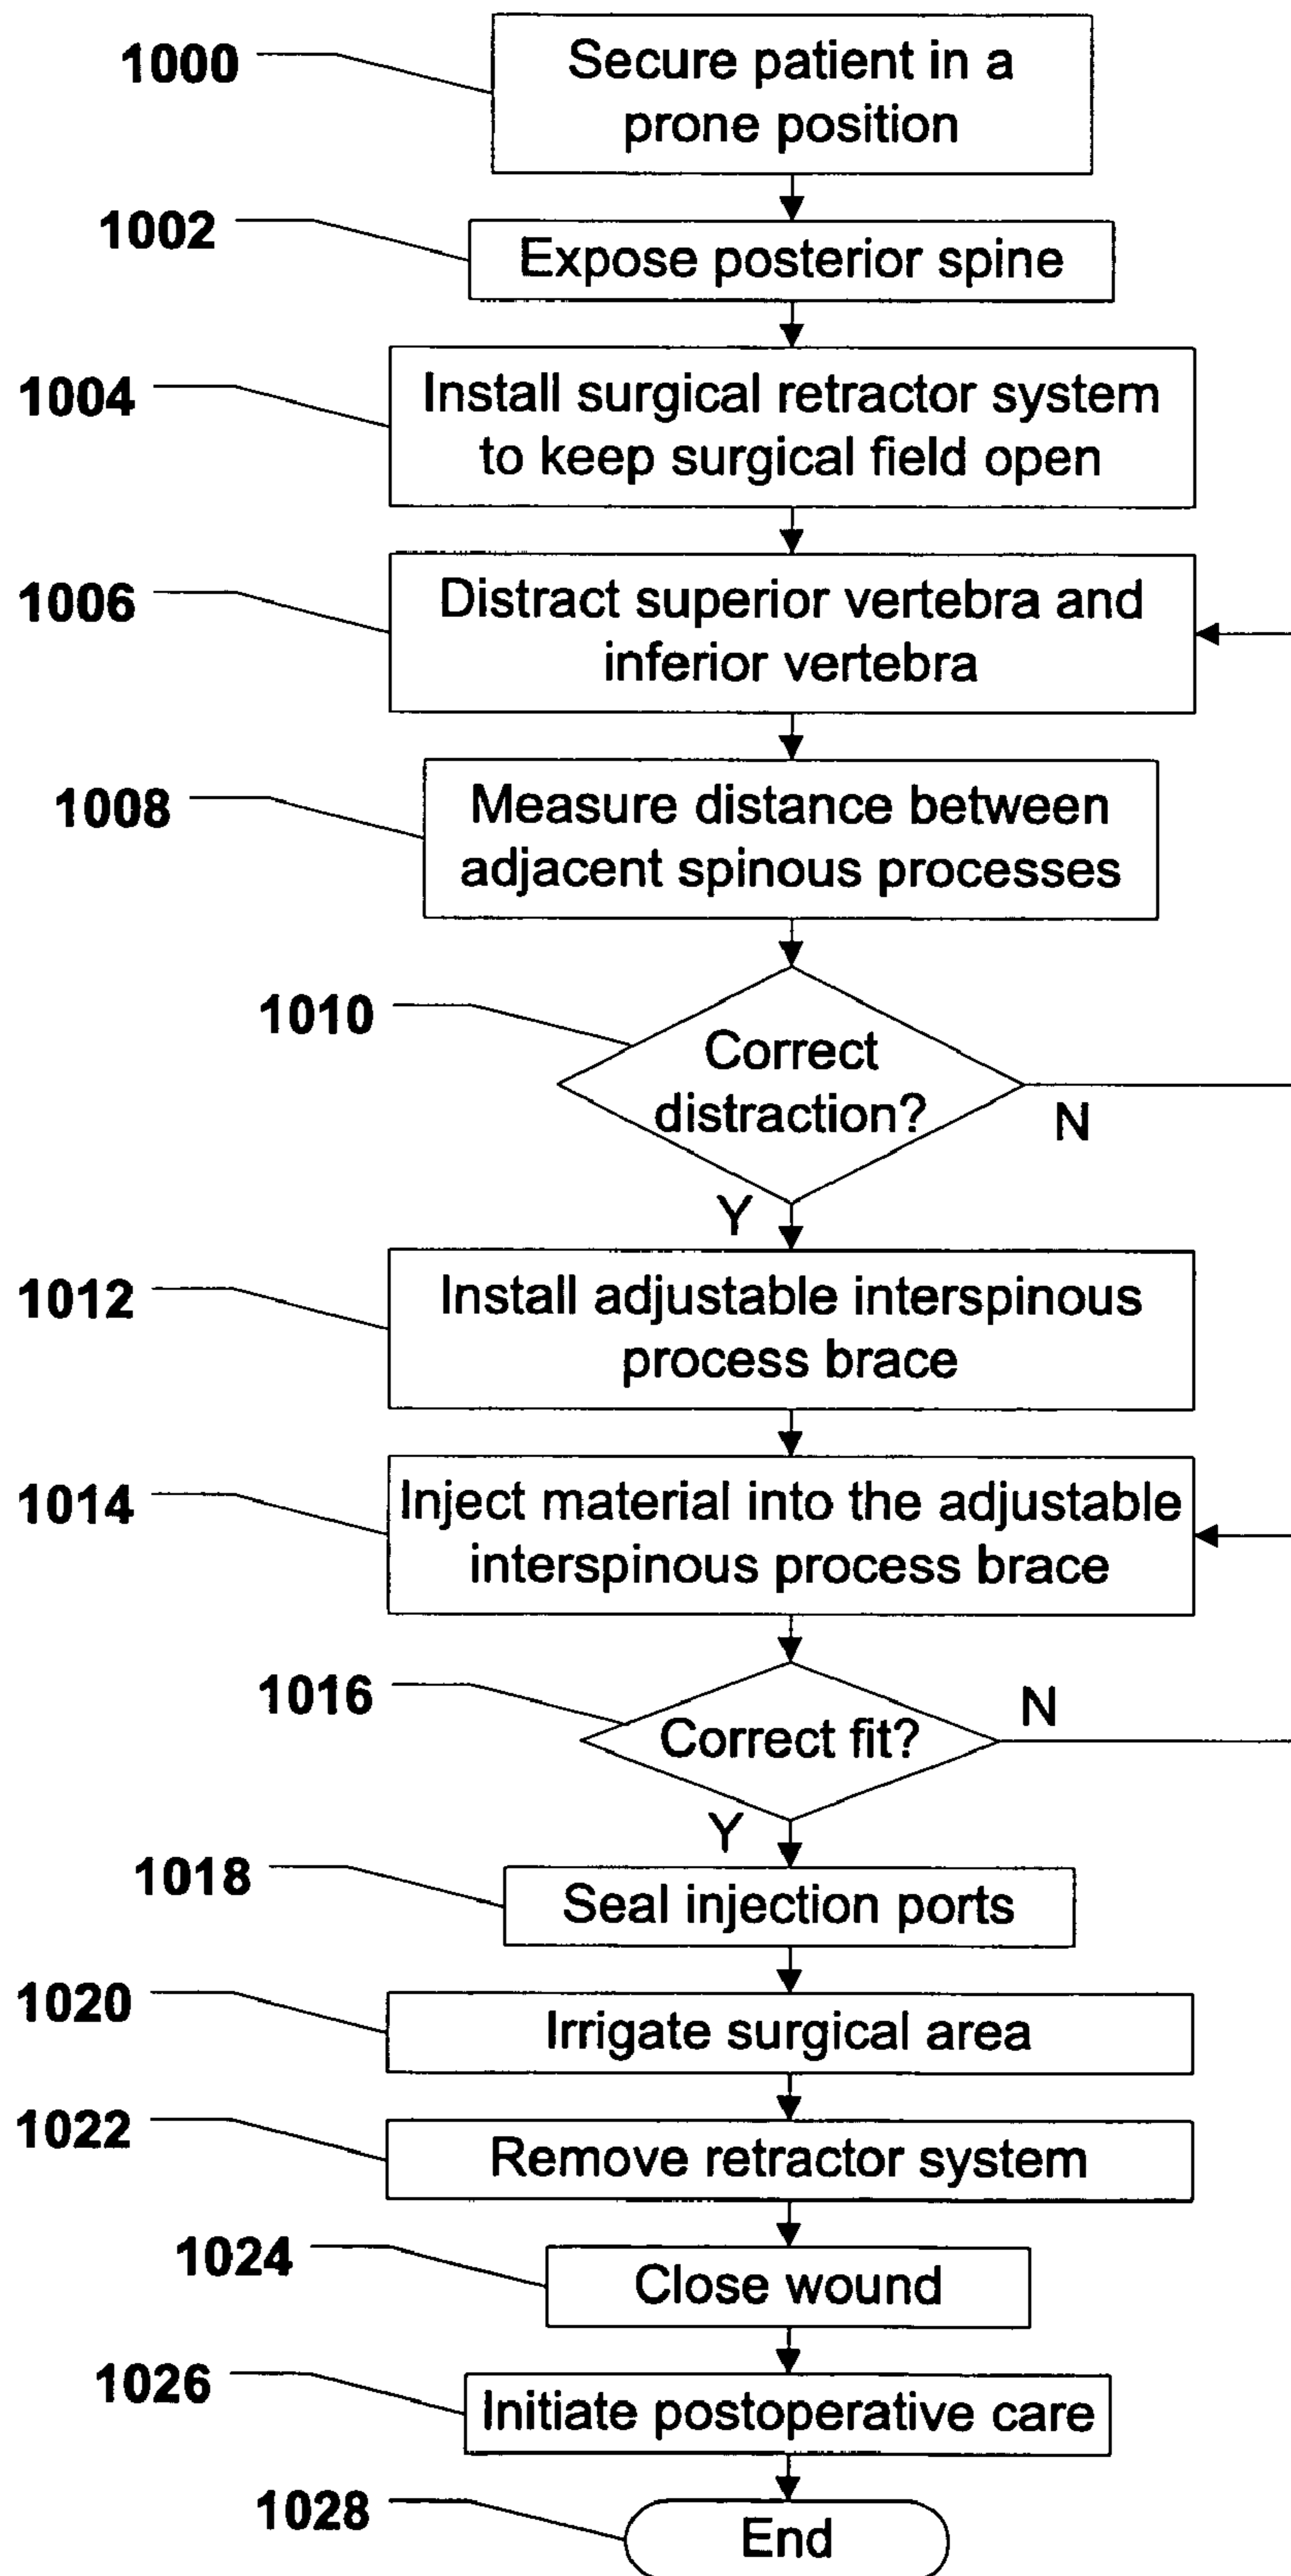 1000
Secure patient in a
prone position
1002
Expose posterior spine
1004
Install surgical retractor system
to keep surgical field open
1006
Distract superior vertebra and
inferior vertebra
1008
Measure distance between
adjacent spinous processes
1010
Correct
distraction?
N
Y
1012
Install adjustable interspinous
process brace
1014
Inject material into the adjustable
interspinous process brace
1016
Correct fit?
N
Y
1018
Seal injection ports
1020
Irrigate surgical area
1022
Remove retractor system
1024
Close wound
1026
Initiate postoperative care
1028
End